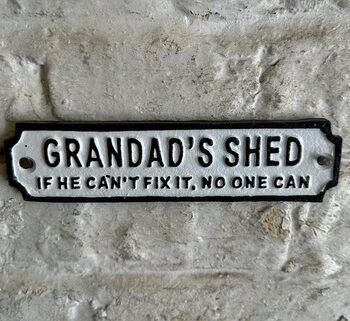 GRANDAD'S SHED
IF HE CAN'T FIX IT, NO ONE CAN